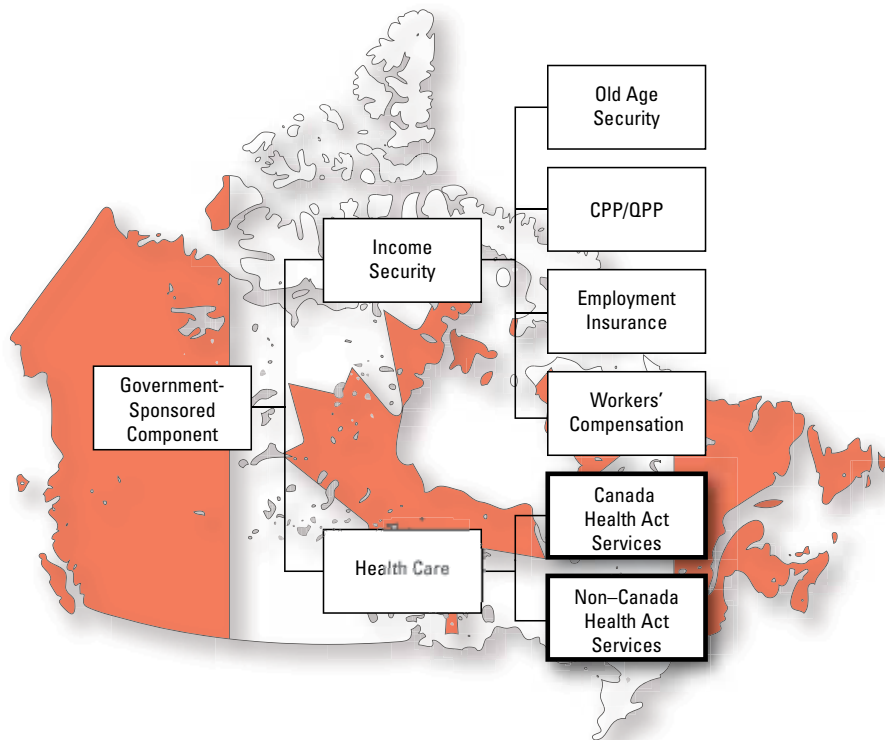 Old Age
Security
CPP/QPP
Income
Security
Employment
Insurance
Government-
Sponsored
Component
Workers'
Compensation
Canada
Health Act
Services
Health Care
Non–Canada
Health Act
Services